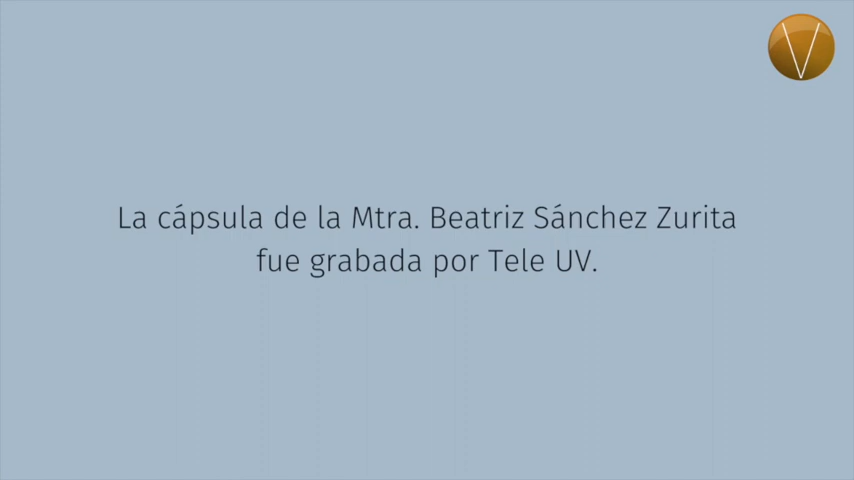 La cápsula de la Mtra. Beatriz Sánchez Zurita
fue grabada por Tele UV.